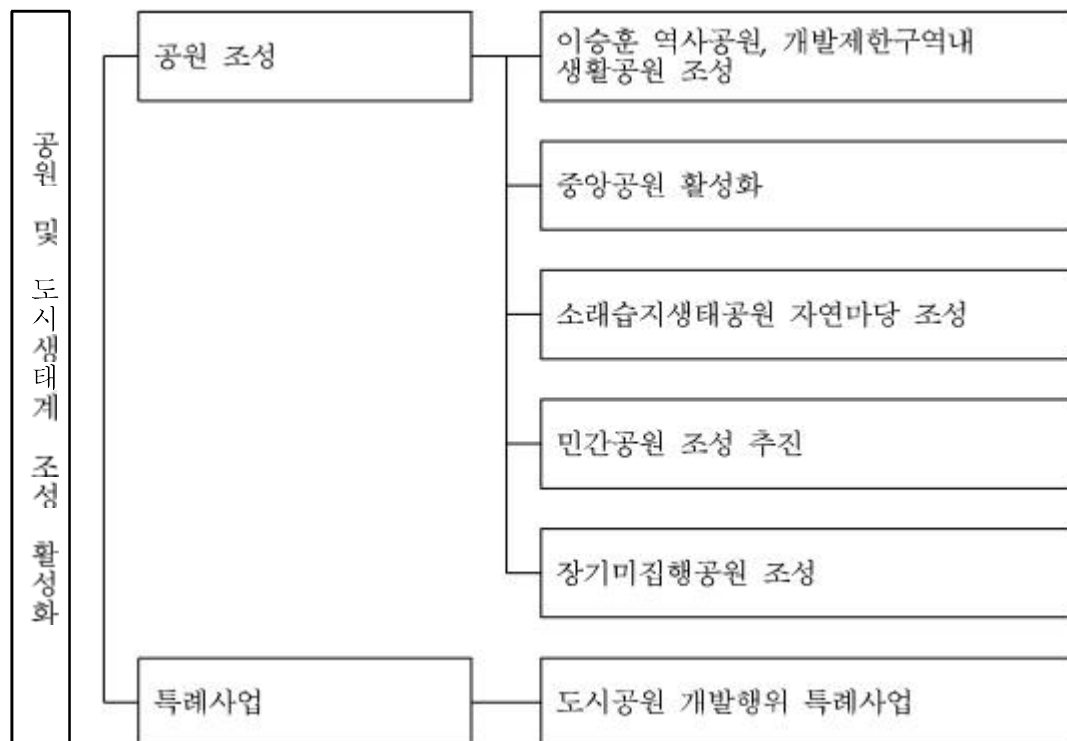 공원 및 도시생태계 조성 활성화
공원 조성
이승훈 역사공원, 개발제한구역내
생활공원 조성
중앙공원 활성화
소래습지생태공원 자연마당 조성
민간공원 조성 추진
장기미집행공원 조성
특례사업
도시공원 개발행위 특례사업